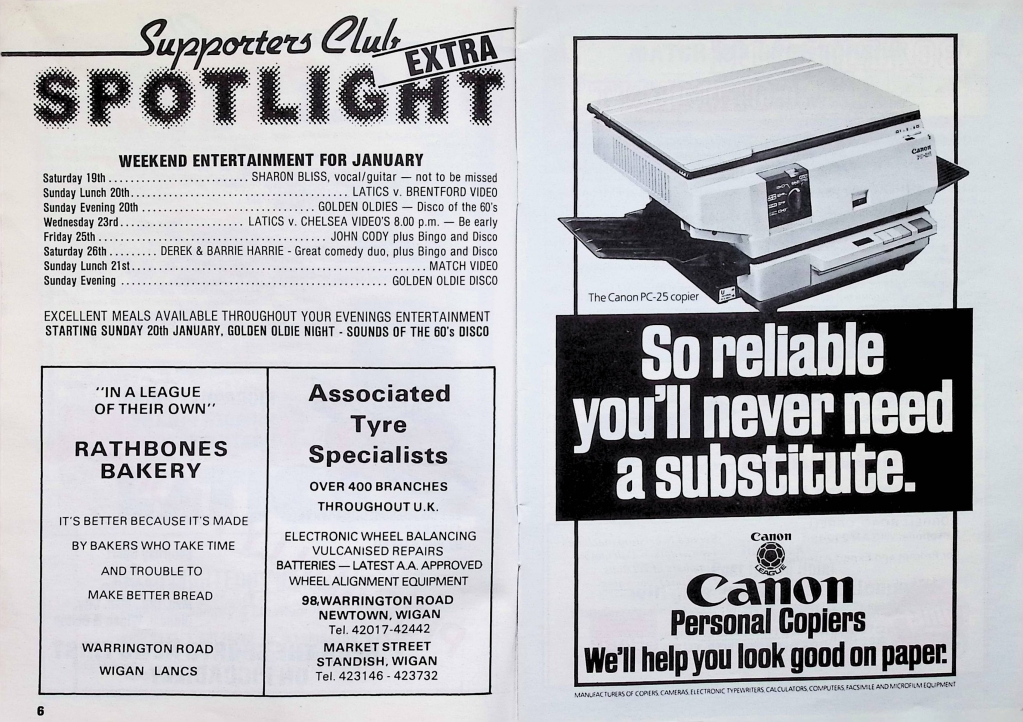 Supporters Club
EXTRA
SPOTLIGHT
WEEKEND ENTERTAINMENT FOR JANUARY
Saturday 19th ........................ SHARON BLISS, vocal/guitar — not to be missed
Sunday Lunch 20th...................................... LATICS v. BRENTFORD VIDEO
Sunday Evening 20th .................................. GOLDEN OLDIES — Disco of the 60's
Wednesday 23rd..................... LATICS v. CHELSEA VIDEO'S 8.00 p.m. — Be early
Friday 25th ........................................ JOHN CODY plus Bingo and Disco
Saturday 26th ......... DEREK & BARRIE HARRIE - Great comedy duo, plus Bingo and Disco
Sunday Lunch 21st................................................... MATCH VIDEO
Sunday Evening ............................................. GOLDEN OLDIE DISCO
EXCELLENT MEALS AVAILABLE THROUGHOUT YOUR EVENINGS ENTERTAINMENT
STARTING SUNDAY 20th JANUARY, GOLDEN OLDIE NIGHT - SOUNDS OF THE 60's DISCO
"IN A LEAGUE
OF THEIR OWN"
RATHBONES
BAKERY
IT'S BETTER BECAUSE IT'S MADE
BY BAKERS WHO TAKE TIME
AND TROUBLE TO
MAKE BETTER BREAD
WARRINGTON ROAD
WIGAN LANCS
Associated
Tyre
Specialists
OVER 400 BRANCHES
THROUGHOUT U.K.
ELECTRONIC WHEEL BALANCING
VULCANISED REPAIRS
BATTERIES — LATEST A.A. APPROVED
WHEEL ALIGNMENT EQUIPMENT
98, WARRINGTON ROAD
NEWTOWN, WIGAN
Tel. 42017-42442
MARKET STREET
STANDISH, WIGAN
Tel. 423146 - 423732
6
Canon
The Canon PC-25 copier
So reliable
you'll never need
a substitute.
Canon
LEAGUE
Canon
Personal Copiers
We'll help you look good on paper.
MANUFACTURERS OF COPIERS, CAMERAS, ELECTRONIC TYPEWRITERS, CALCULATORS, COMPUTERS, FACSIMILE AND MICROFILM EQUIPMENT